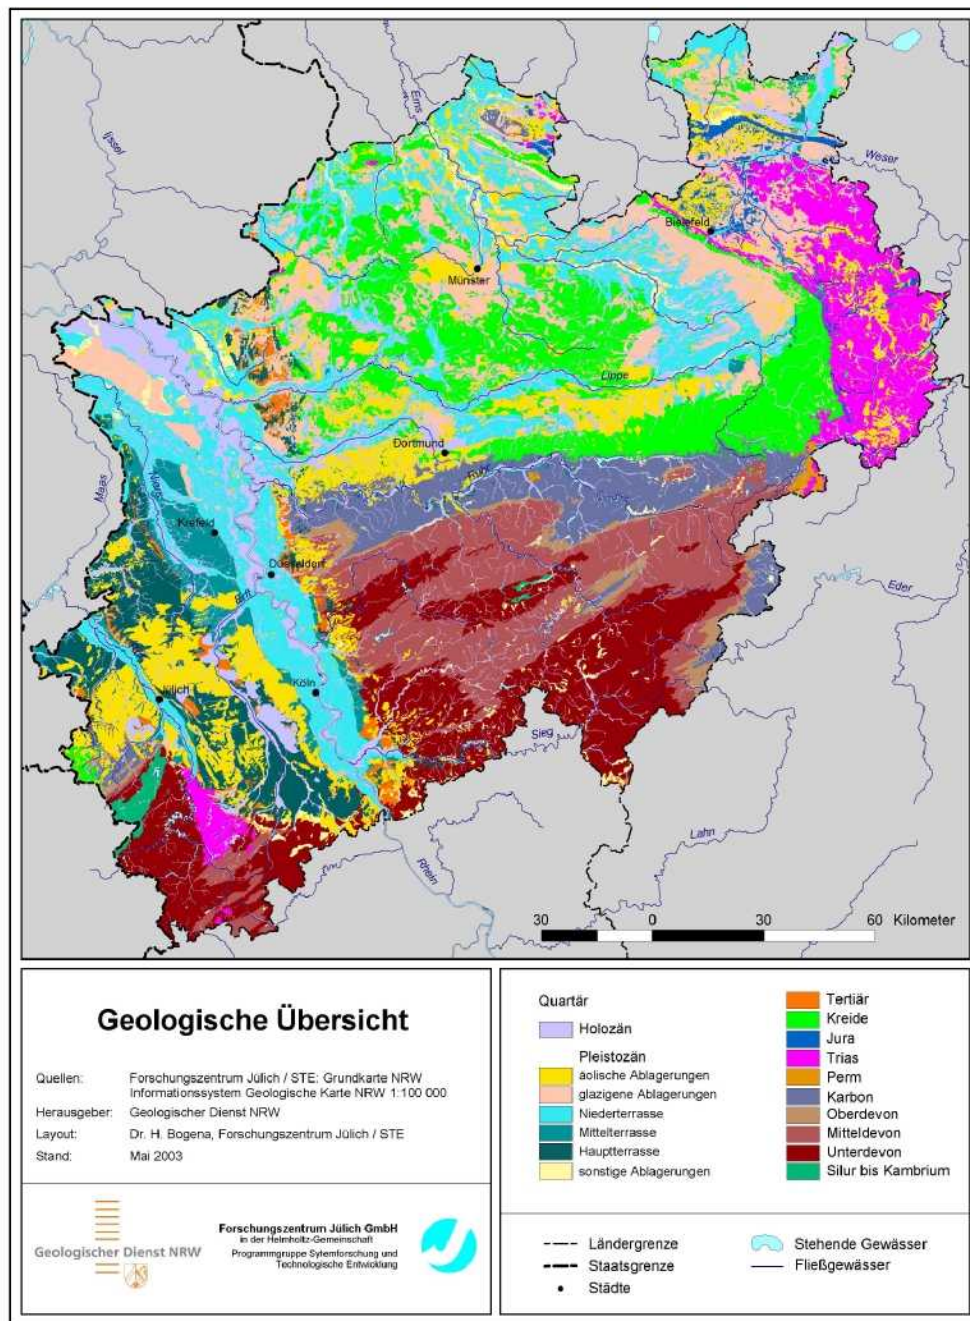 Ems
Ijssel
Weser
Bielefeld
Münster
Lippe
Dortmund
Ruhr
Maas
Niers
Krefeld
Düsseldorf
Erft
Eder
Jülich
Köln
Sieg
Lahn
Rhein
30 0 30 60 Kilometer
Geologische Übersicht
Quellen: Forschungszentrum Jülich / STE: Grundkarte NRW
Informationssystem Geologische Karte NRW 1:100 000
Herausgeber: Geologischer Dienst NRW
Layout: Dr. H. Bogena, Forschungszentrum Jülich / STE
Stand: Mai 2003
Geologischer Dienst NRW
Forschungszentrum Jülich GmbH
in der Helmholtz-Gemeinschaft
Programmgruppe Sytemforschung und
Technologische Entwicklung
Quartär
Holozän
Pleistozän
äolische Ablagerungen
glazigene Ablagerungen
Niederterrasse
Mittelterrasse
Hauptterrasse
sonstige Ablagerungen
Tertiär
Kreide
Jura
Trias
Perm
Karbon
Oberdevon
Mitteldevon
Unterdevon
Silur bis Kambrium
Ländergrenze
Staatsgrenze
Städte
Stehende Gewässer
Fließgewässer